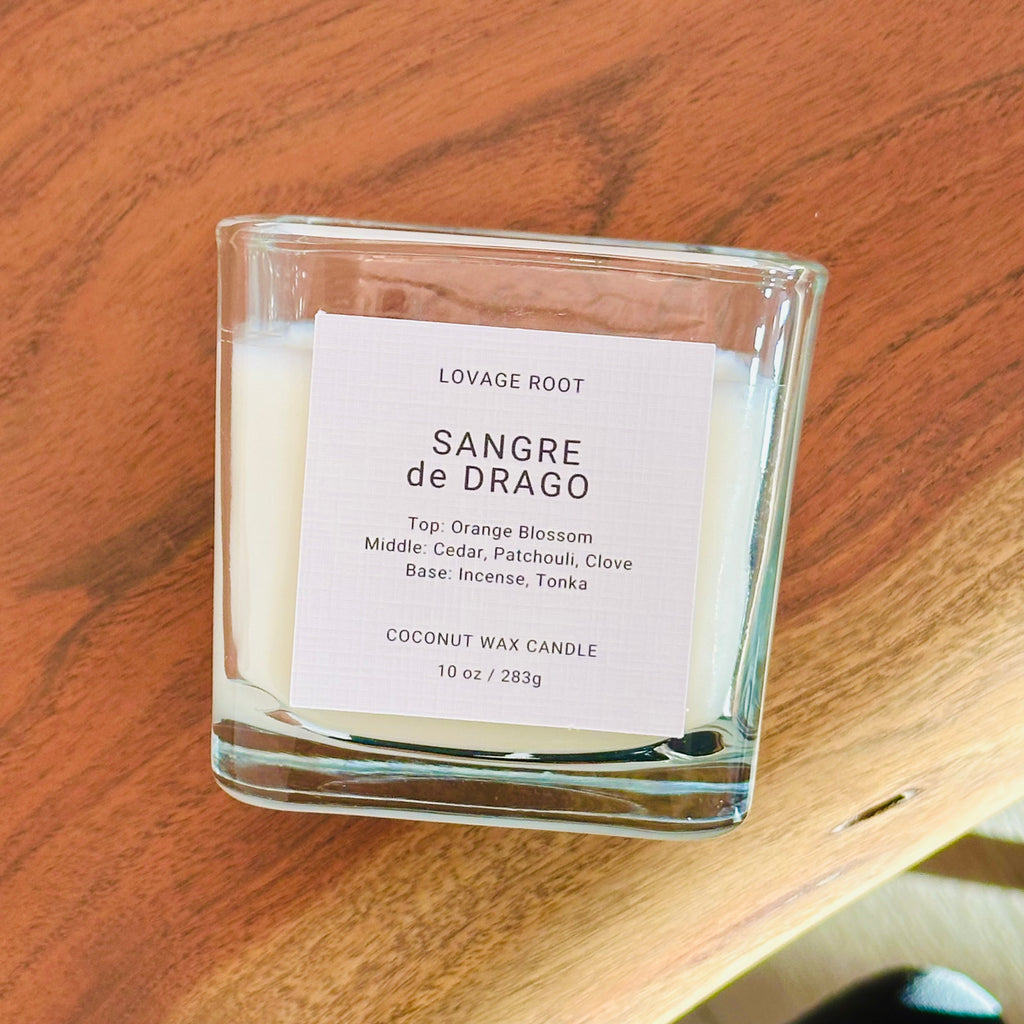 LOVAGE ROOT
SANGRE
de DRAGO
Top: Orange Blossom
Middle: Cedar, Patchouli, Clove
Base: Incense, Tonka
COCONUT WAX CANDLE
10 oz / 283g